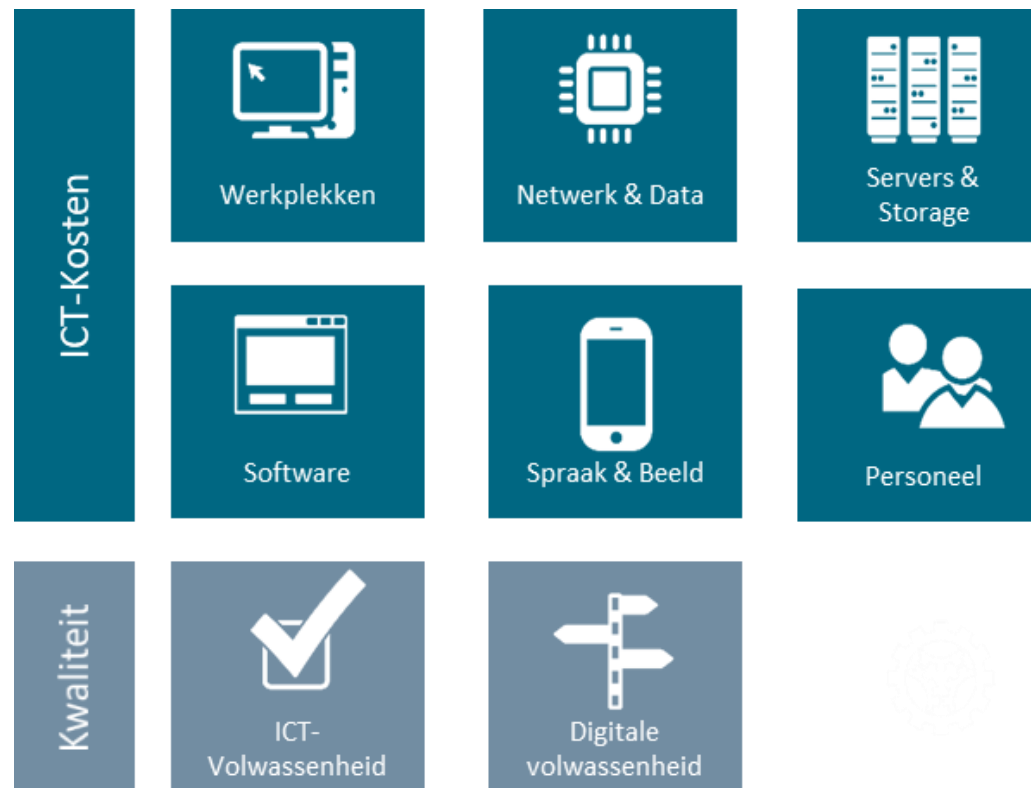 ICT-Kosten
Werkplekken
Netwerk & Data
Servers &
Storage
Software
Spraak & Beeld
Personeel
Kwaliteit
ICT-
Volwassenheid
Digitale
volwassenheid